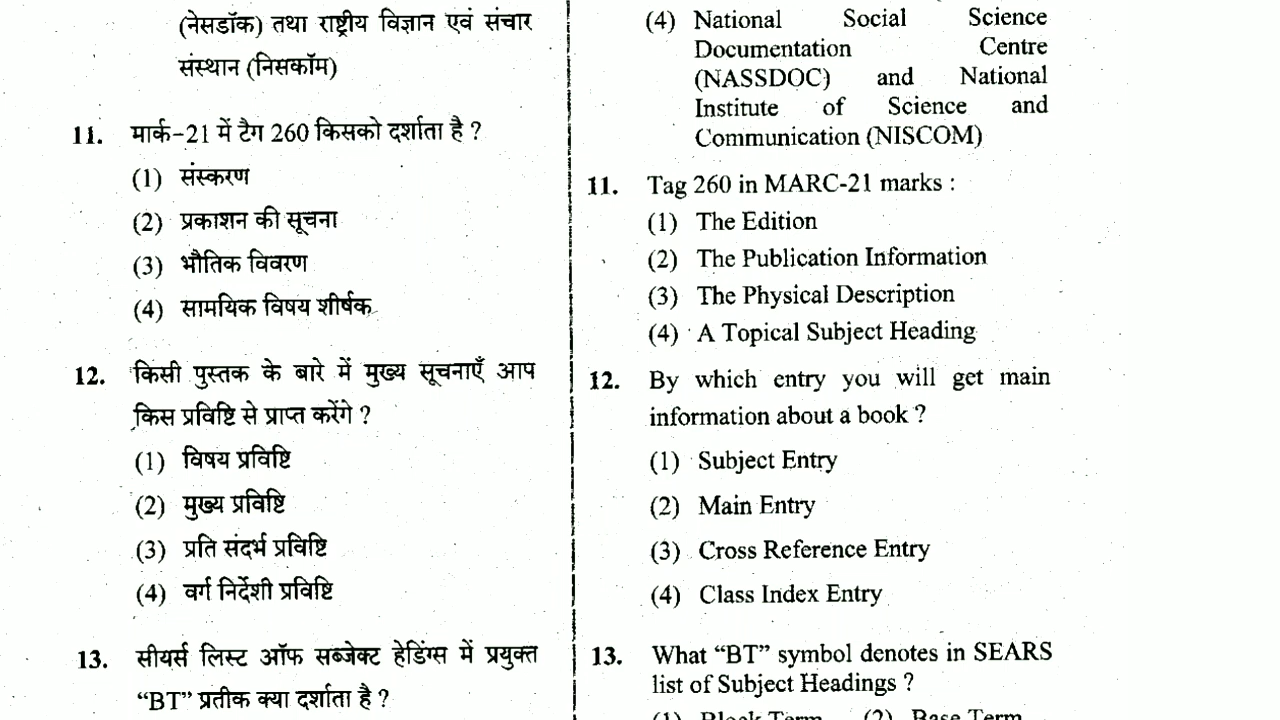 (नेसडॉक) तथा राष्ट्रीय विज्ञान एवं संचार
संस्थान (निसकॉम)
11. मार्क-21 में टैग 260 किसको दर्शाता है ?
(1) संस्करण
(2) प्रकाशन की सूचना
(3) भौतिक विवरण
(4) सामयिक विषय शीर्षक
12. किसी पुस्तक के बारे में मुख्य सूचनाएँ आप
किस प्रविष्टि से प्राप्त करेंगे ?
(1) विषय प्रविष्टि
(2) मुख्य प्रविष्टि
(3) प्रति संदर्भ प्रविष्टि
(4) वर्ग निर्देशी प्रविष्टि
13. सीयर्स लिस्ट ऑफ सब्जेक्ट हेडिंग्स में प्रयुक्त
“BT” प्रतीक क्या दर्शाता है ?
(4) National Social Science
Documentation Centre
(NASSDOC) and National
Institute of Science and
Communication (NISCOM)
11. Tag 260 in MARC-21 marks :
(1) The Edition
(2) The Publication Information
(3) The Physical Description
(4) A Topical Subject Heading
12. By which entry you will get main
information about a book ?
(1) Subject Entry
(2) Main Entry
(3) Cross Reference Entry
(4) Class Index Entry
13. What “BT” symbol denotes in SEARS
list of Subject Headings ?
(1) Block Term (2) Base Term